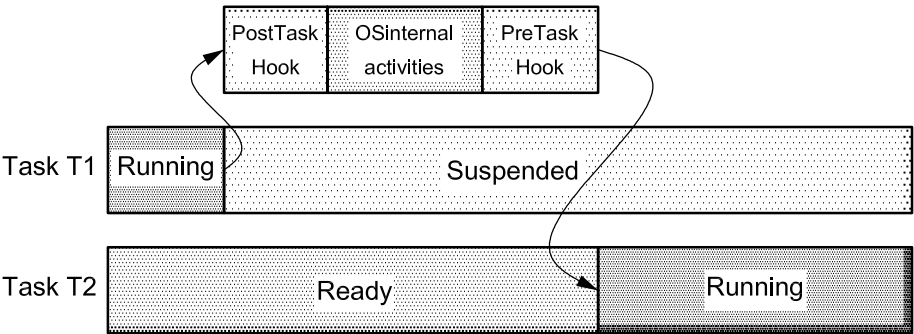 PostTask
Hook
OSinternal
activities
PreTask
Hook
Task T1
Running
Suspended
Task T2
Ready
Running